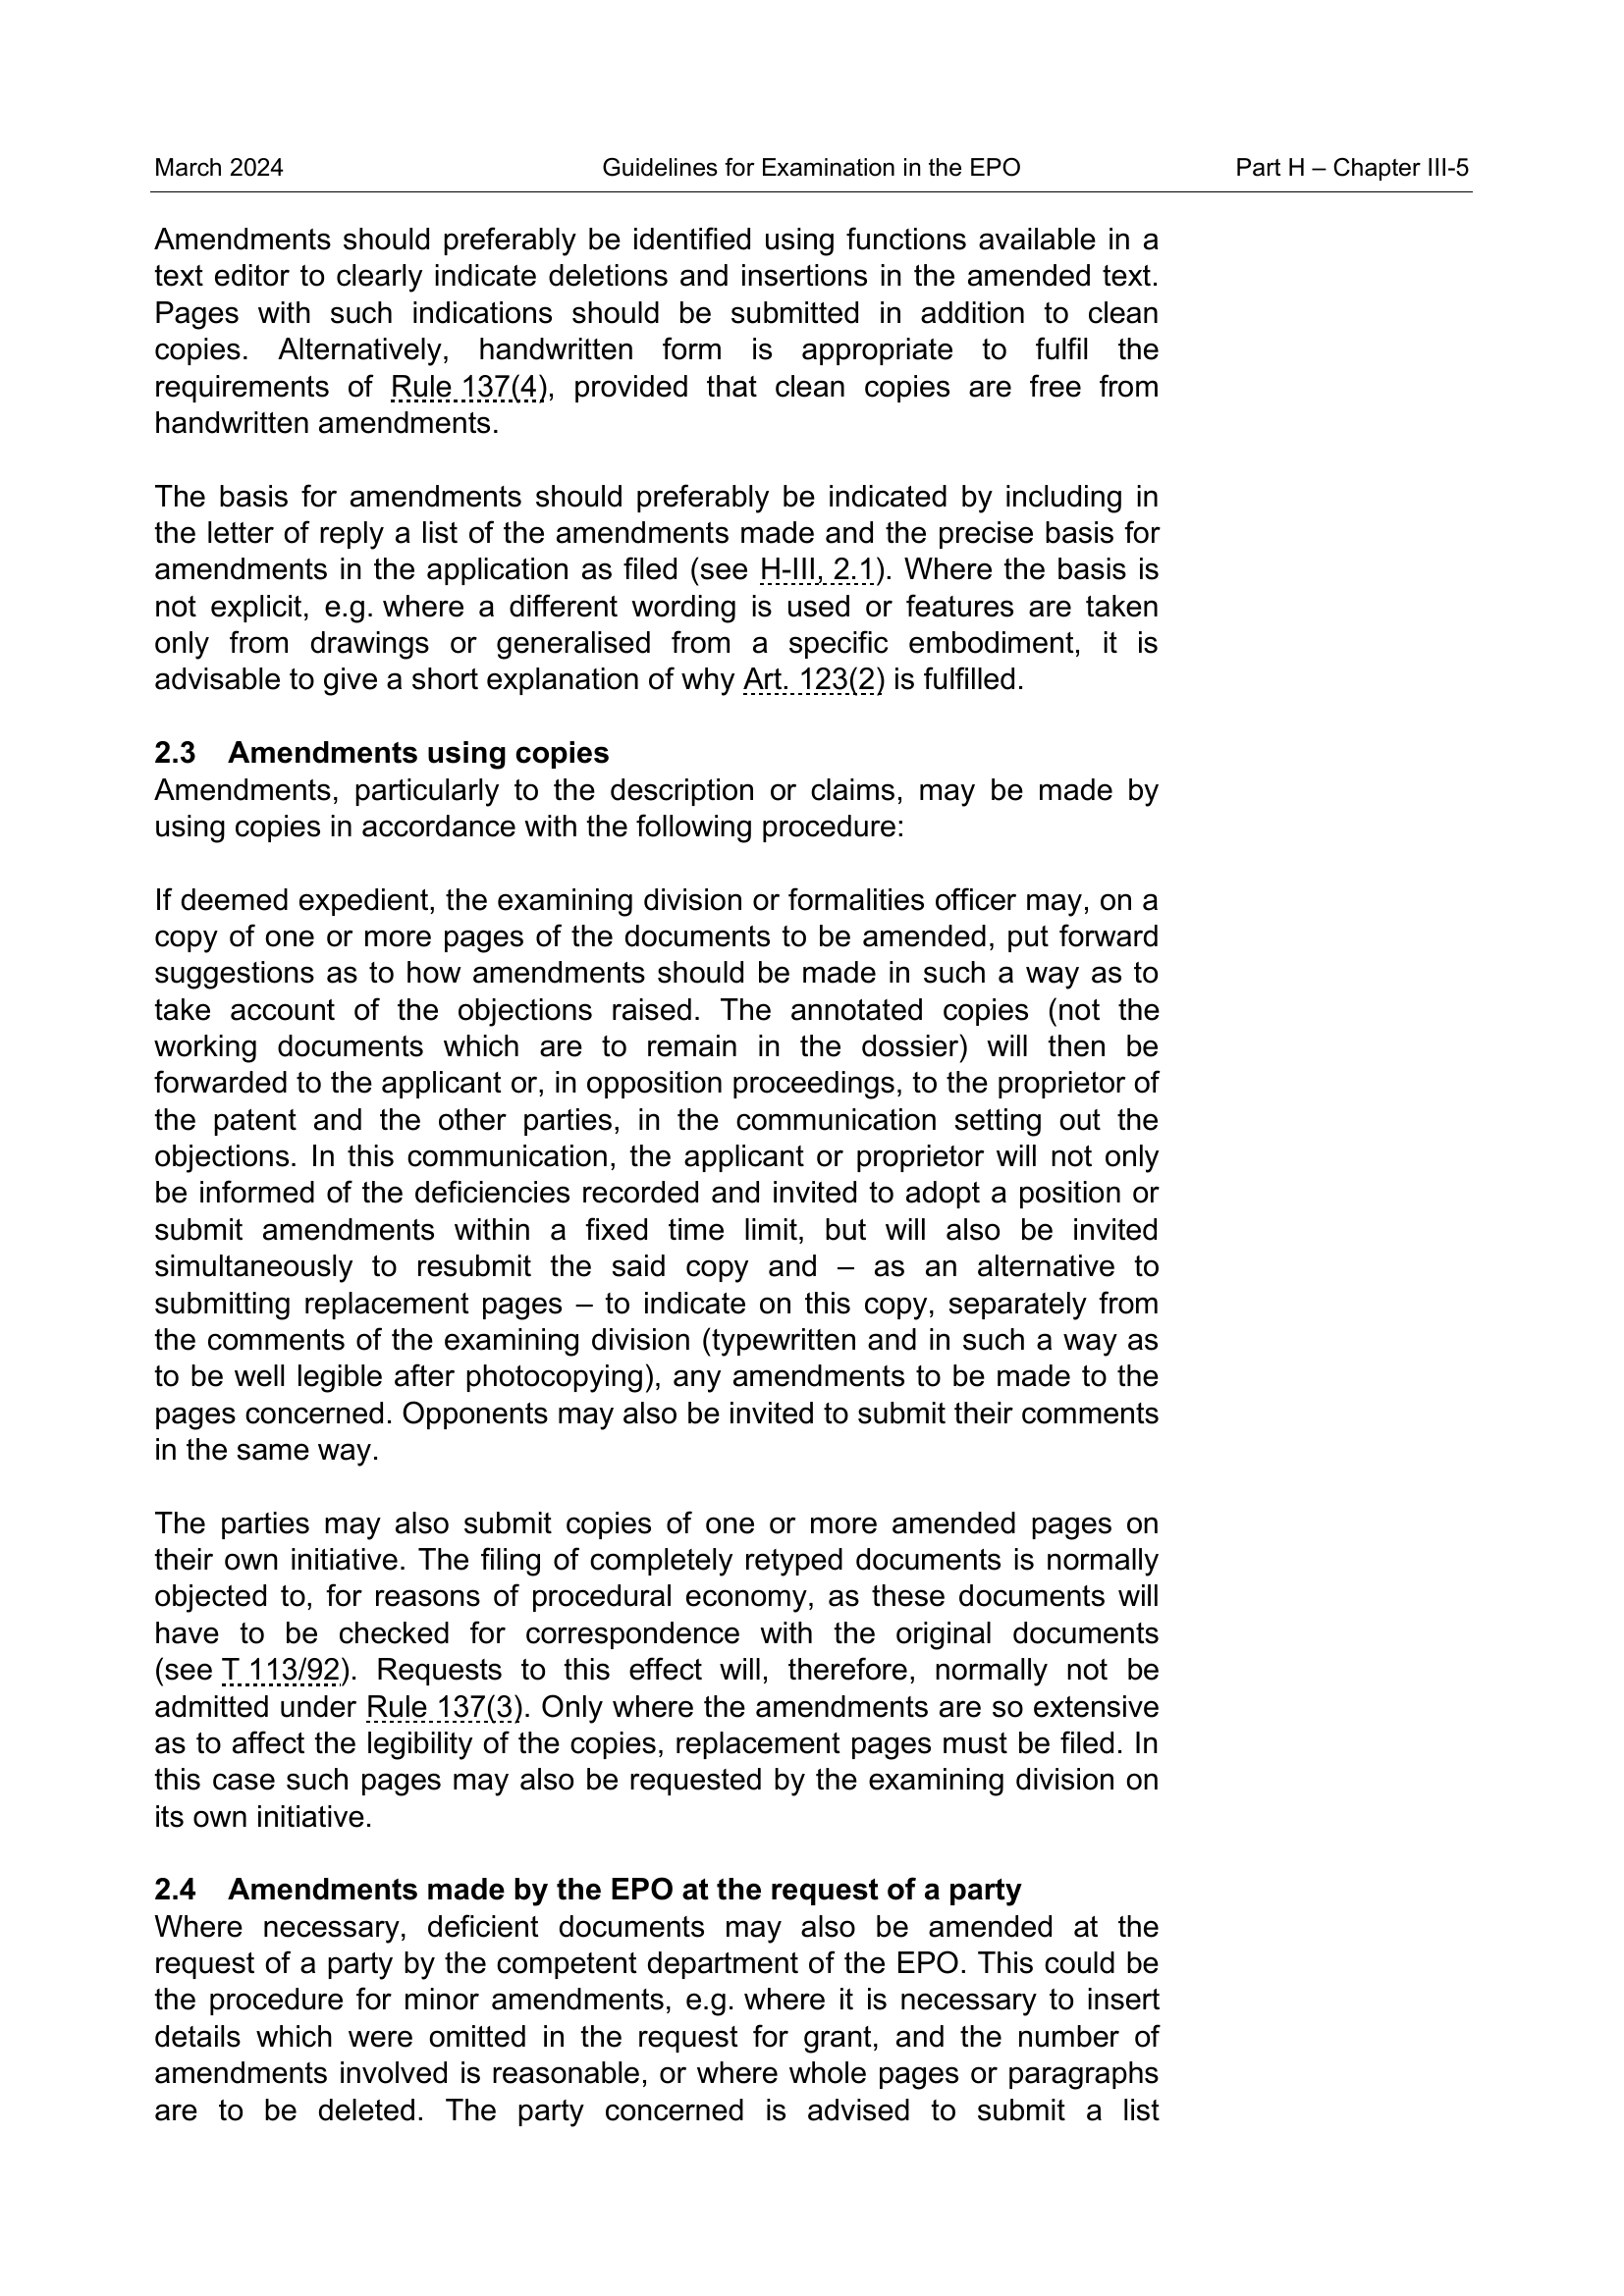 March 2024 Guidelines for Examination in the EPO Part H – Chapter III-5
Amendments should preferably be identified using functions available in a
text editor to clearly indicate deletions and insertions in the amended text.
Pages with such indications should be submitted in addition to clean
copies. Alternatively, handwritten form is appropriate to fulfil the
requirements of Rule 137(4), provided that clean copies are free from
handwritten amendments.
The basis for amendments should preferably be indicated by including in
the letter of reply a list of the amendments made and the precise basis for
amendments in the application as filed (see H-III, 2.1). Where the basis is
not explicit, e.g. where a different wording is used or features are taken
only from drawings or generalised from a specific embodiment, it is
advisable to give a short explanation of why Art. 123(2) is fulfilled.
2.3 Amendments using copies
Amendments, particularly to the description or claims, may be made by
using copies in accordance with the following procedure:
If deemed expedient, the examining division or formalities officer may, on a
copy of one or more pages of the documents to be amended, put forward
suggestions as to how amendments should be made in such a way as to
take account of the objections raised. The annotated copies (not the
working documents which are to remain in the dossier) will then be
forwarded to the applicant or, in opposition proceedings, to the proprietor of
the patent and the other parties, in the communication setting out the
objections. In this communication, the applicant or proprietor will not only
be informed of the deficiencies recorded and invited to adopt a position or
submit amendments within a fixed time limit, but will also be invited
simultaneously to resubmit the said copy and – as an alternative to
submitting replacement pages – to indicate on this copy, separately from
the comments of the examining division (typewritten and in such a way as
to be well legible after photocopying), any amendments to be made to the
pages concerned. Opponents may also be invited to submit their comments
in the same way.
The parties may also submit copies of one or more amended pages on
their own initiative. The filing of completely retyped documents is normally
objected to, for reasons of procedural economy, as these documents will
have to be checked for correspondence with the original documents
(see T 113/92). Requests to this effect will, therefore, normally not be
admitted under Rule 137(3). Only where the amendments are so extensive
as to affect the legibility of the copies, replacement pages must be filed. In
this case such pages may also be requested by the examining division on
its own initiative.
2.4 Amendments made by the EPO at the request of a party
Where necessary, deficient documents may also be amended at the
request of a party by the competent department of the EPO. This could be
the procedure for minor amendments, e.g. where it is necessary to insert
details which were omitted in the request for grant, and the number of
amendments involved is reasonable, or where whole pages or paragraphs
are to be deleted. The party concerned is advised to submit a list